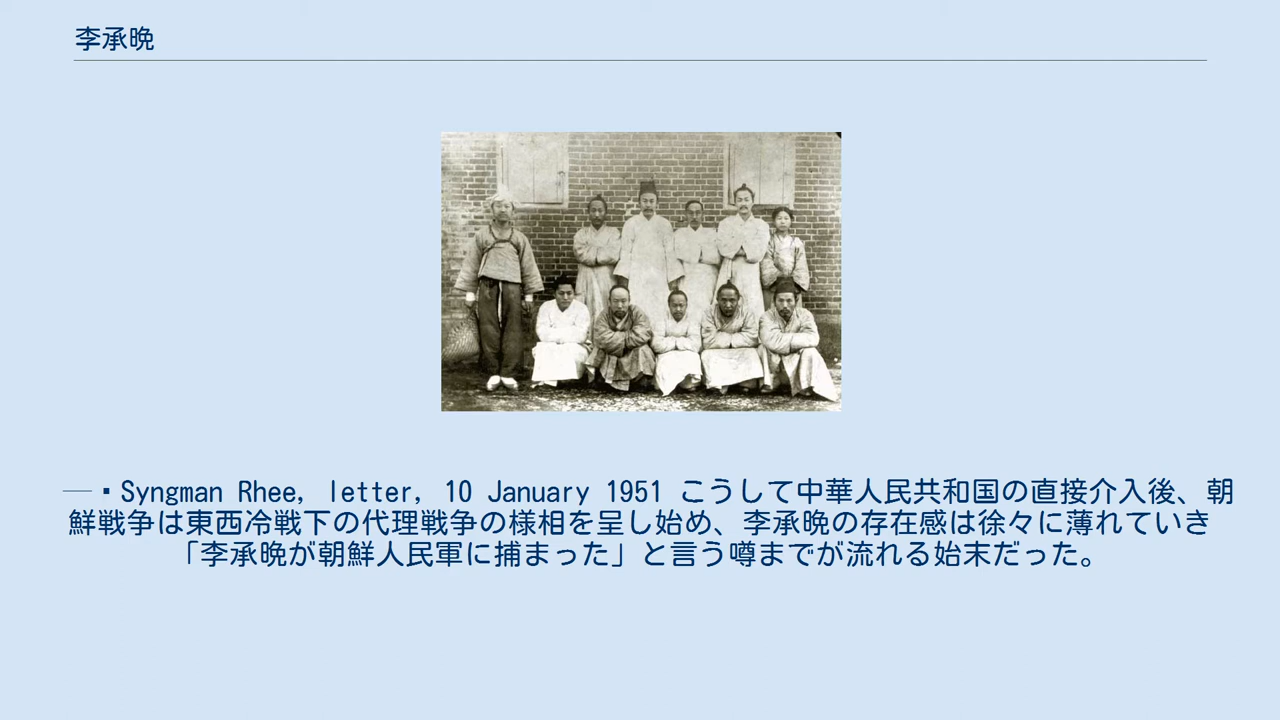 李承晩
―▪Syngman Rhee, letter, 10 January 1951 こうして中華人民共和国の直接介入後、朝
鮮戦争は東西冷戦下の代理戦争の様相を呈し始め、李承晩の存在感は徐々に薄れていき
「李承晩が朝鮮人民軍に捕まった」と言う噂までが流れる始末だった。